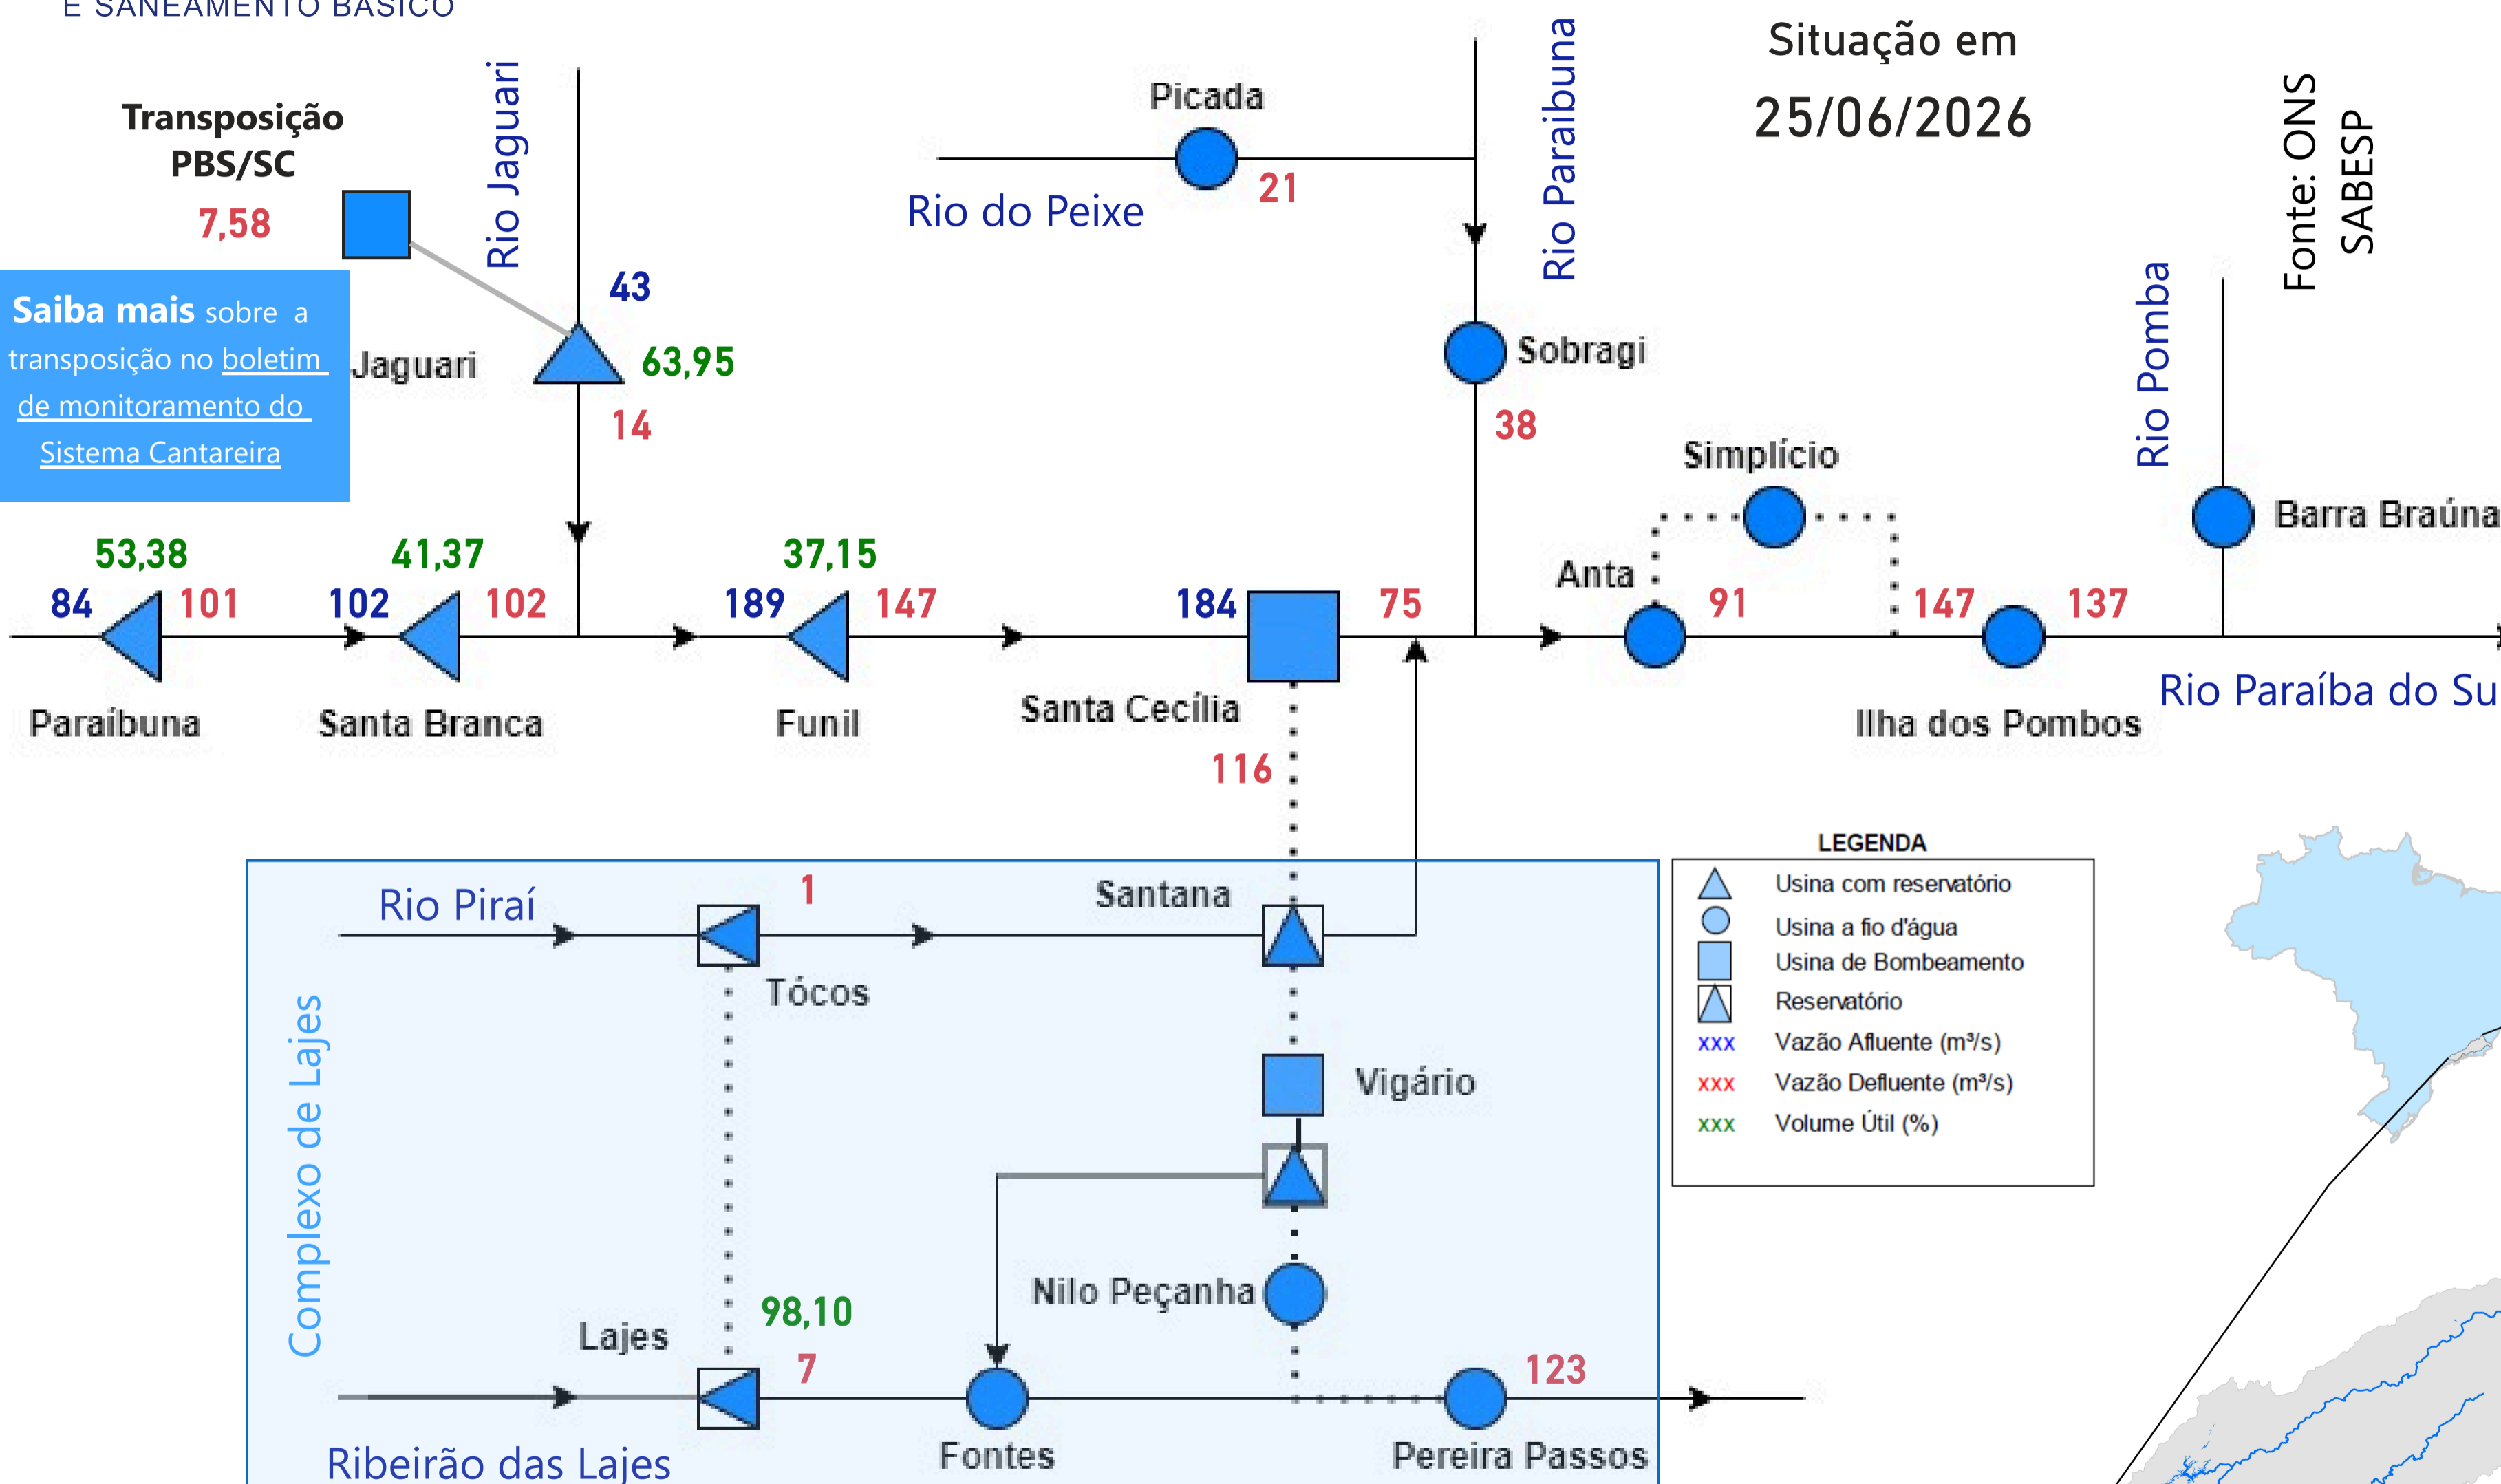 E SANEAMENTO BÁSICO
Situação em
25/06/2026
Fonte: ONS
SABESP
Transposição
PBS/SC
7,58
Rio Jaguari
Picada
21
Rio do Peixe
Rio Paraibuna
43
Saiba mais sobre a
transposição no boletim
de monitoramento do
Sistema Cantareira
Jaguari
63,95
14
Sobragi
38
Rio Pomba
Simplício
Barra Braúna
Anta
53,38
41,37
37,15
84
101
102
102
189
147
184
75
91
147
137
Paraíbuna
Santa Branca
Funil
Santa Cecília
Ilha dos Pombos
Rio Paraíba do Su
116
Complexo de Lajes
Rio Piraí
1
Santana
Tócos
Vigário
Nilo Peçanha
98,10
Lajes
7
123
Ribeirão das Lajes
Fontes
Pereira Passos
LEGENDA
Usina com reservatório
Usina a fio d'água
Usina de Bombeamento
Reservatório
xxx Vazão Afluente (m³/s)
xxx Vazão Defluente (m³/s)
xxx Volume Útil (%)